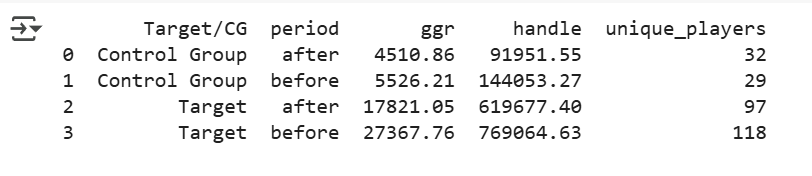 Target/CG period ggr handle unique_players
0 Control Group after 4510.86 91951.55 32
1 Control Group before 5526.21 144053.27 29
2 Target after 17821.05 619677.40 97
3 Target before 27367.76 769064.63 118